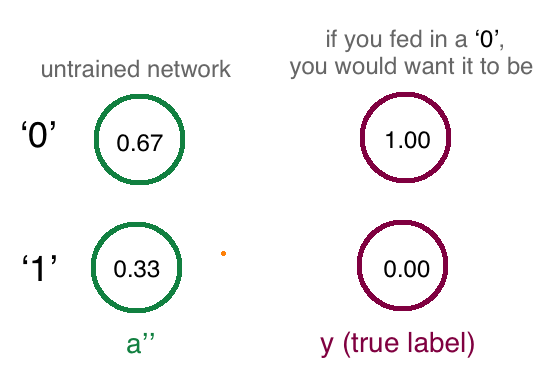 if you fed in a ‘0’,
untrained network
you would want it to be
‘0’ 0.67 1.00
‘1’ 0.33 0.00
a’’ y (true label)